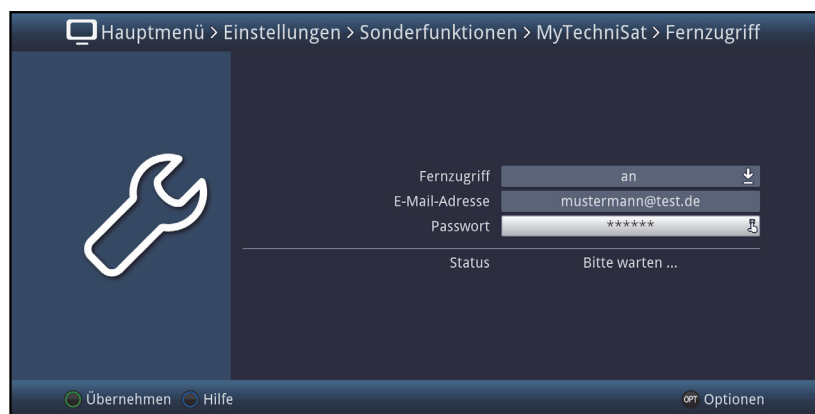 Hauptmenü > Einstellungen > Sonderfunktionen > MyTechniSat > Fernzugriff
Fernzugriff an
E-Mail-Adresse mustermann@test.de
Passwort ******
Status Bitte warten ...
Übernehmen Hilfe OPT Optionen